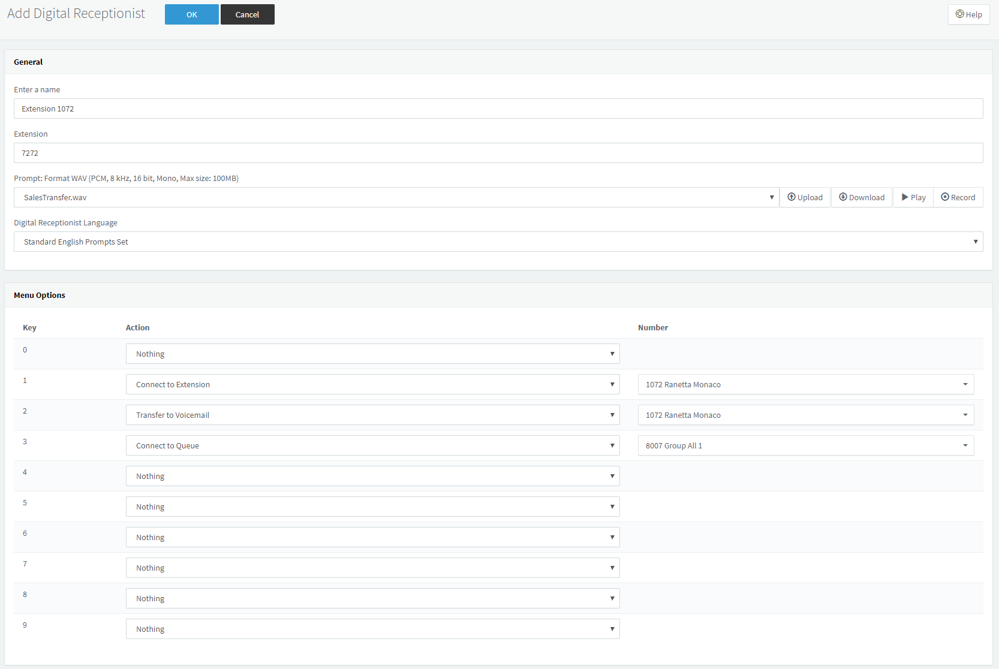 Add Digital Receptionist OK Cancel Help
General
Enter a name
Extension 1072
Extension
7272
Prompt: Format WAV (PCM, 8 kHz, 16 bit, Mono, Max size: 100MB)
SalesTransfer.wav Upload Download Play Record
Digital Receptionist Language
Standard English Prompts Set
Menu Options
Key Action Number
0 Nothing
1 Connect to Extension 1072 Ranetta Monaco
2 Transfer to Voicemail 1072 Ranetta Monaco
3 Connect to Queue 8007 Group All 1
4 Nothing
5 Nothing
6 Nothing
7 Nothing
8 Nothing
9 Nothing